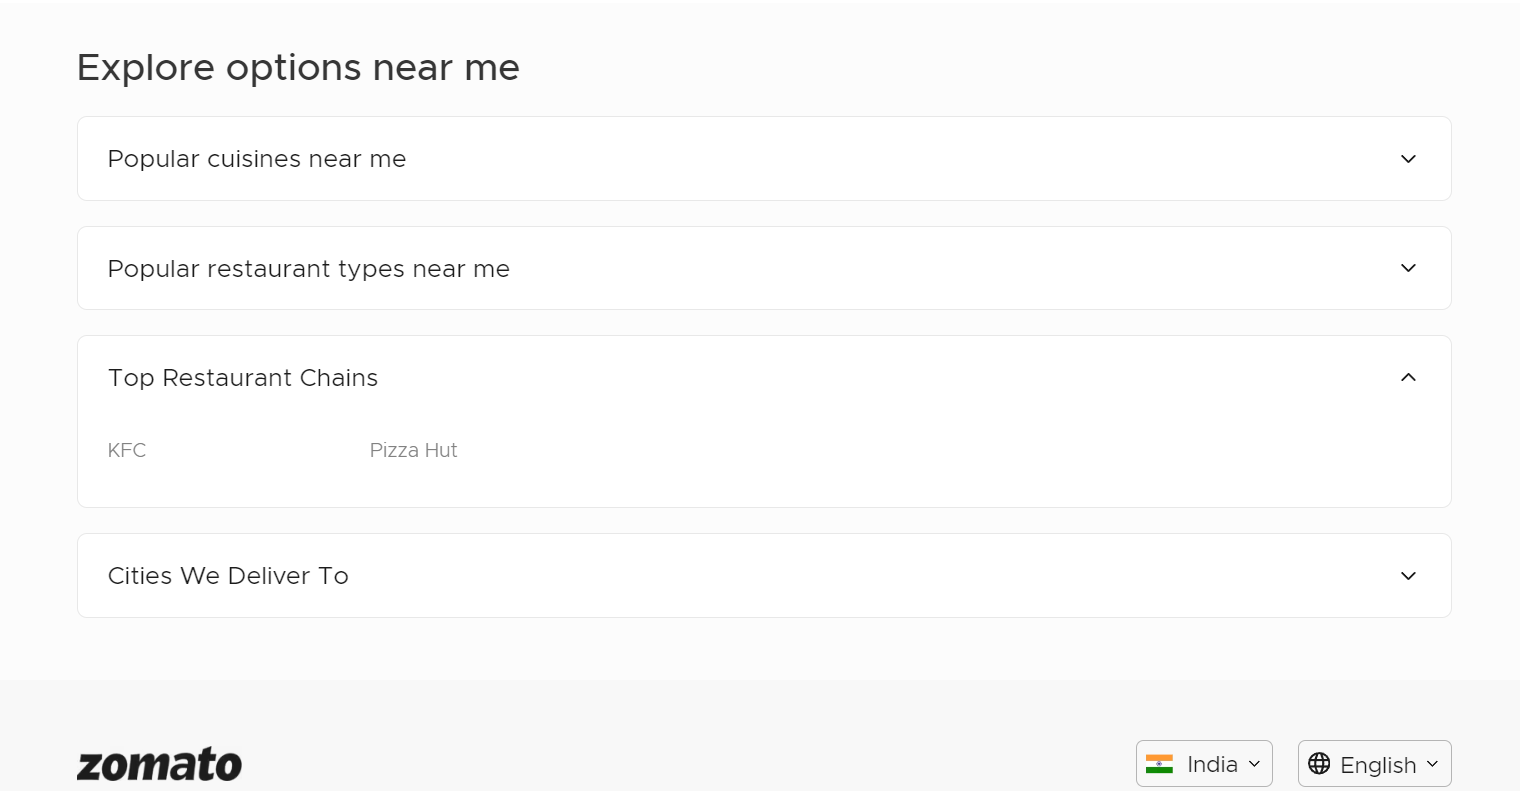 Explore options near me
Popular cuisines near me
Popular restaurant types near me
Top Restaurant Chains
KFC Pizza Hut
Cities We Deliver To
zomato India English